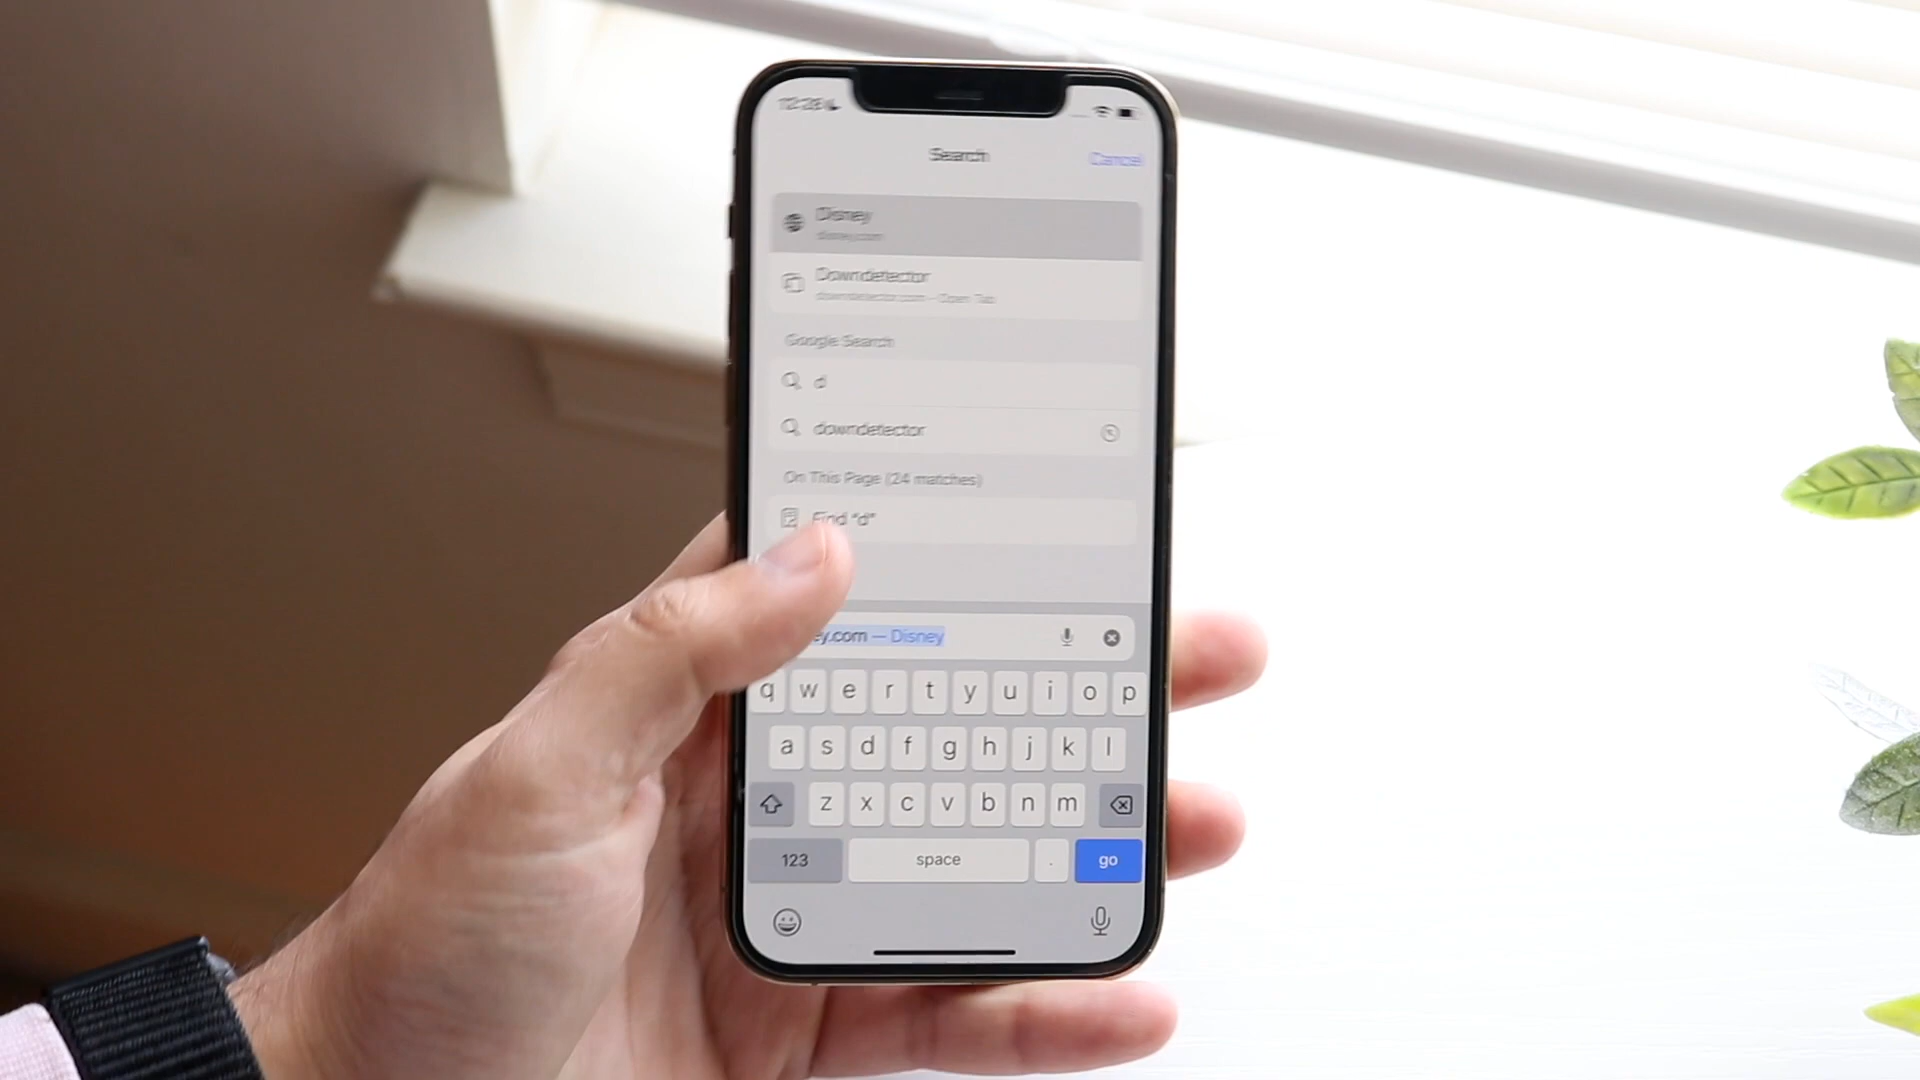 12:28
Search
Cancel
Disney
disney.com
Downdetector
downdetector.com - Open Tab
Google Search
d
downdetector
On This Page (24 matches)
Find "d"
ey.com — Disney
q w e r t y u i o p
a s d f g h j k l
z x c v b n m
123 space . go